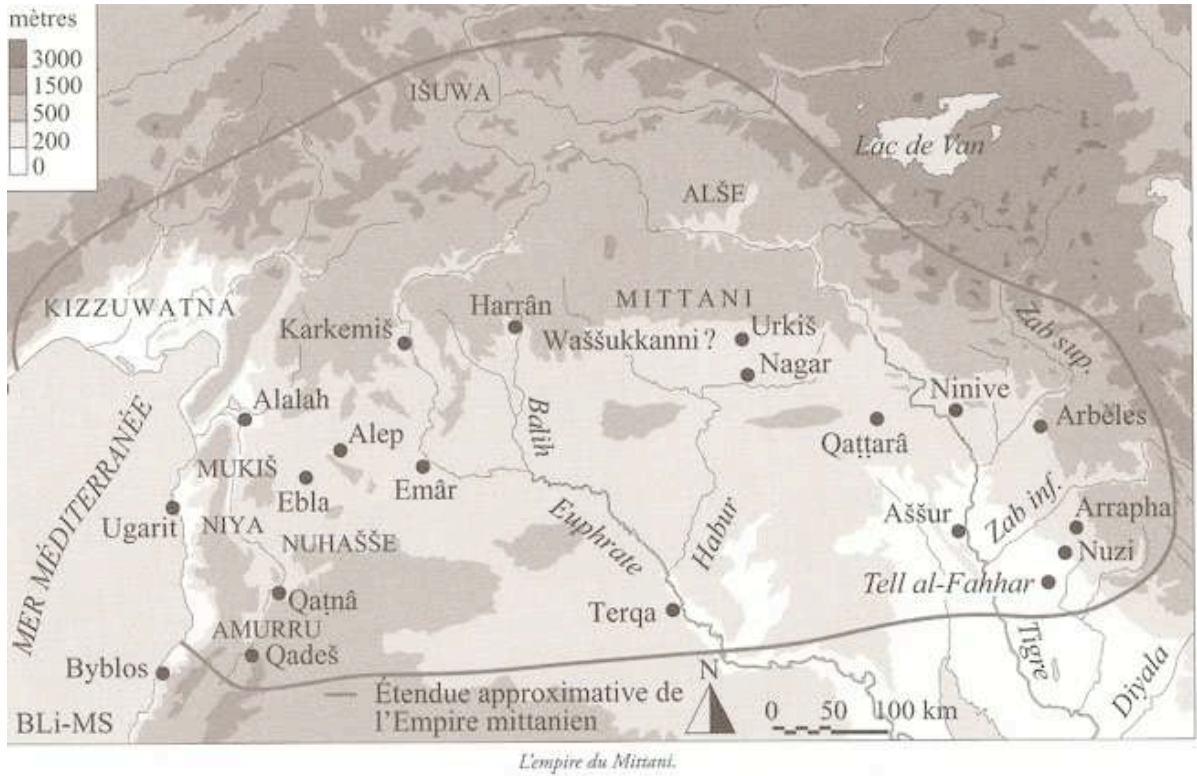 mètres
3000
1500
500
200
0
IŠUWA
Lac de Van
ALŠE
KIZZUWATNA
Harrân
MITTANI
Zab sup.
Karkemiš
Waššukkanni ?
Urkiš
Nagar
Ninive
Alalah
Balih
Arbèles
MER MÉDITERRANÉE
Alep
Qaṭṭarâ
MUKIŠ
Ebla
Emâr
Ugarit
NIYA
Euphrate
Habur
Aššur
Zab inf.
Arrapha
NUHAŠŠE
Nuzi
Tell al-Fahhar
Qaṭnâ
Terqa
AMURRU
Qadeš
Tigre
Diyala
Byblos
N
Étendue approximative de
l'Empire mittanien
0 50 100 km
BLi-MS
L'empire du Mittani.